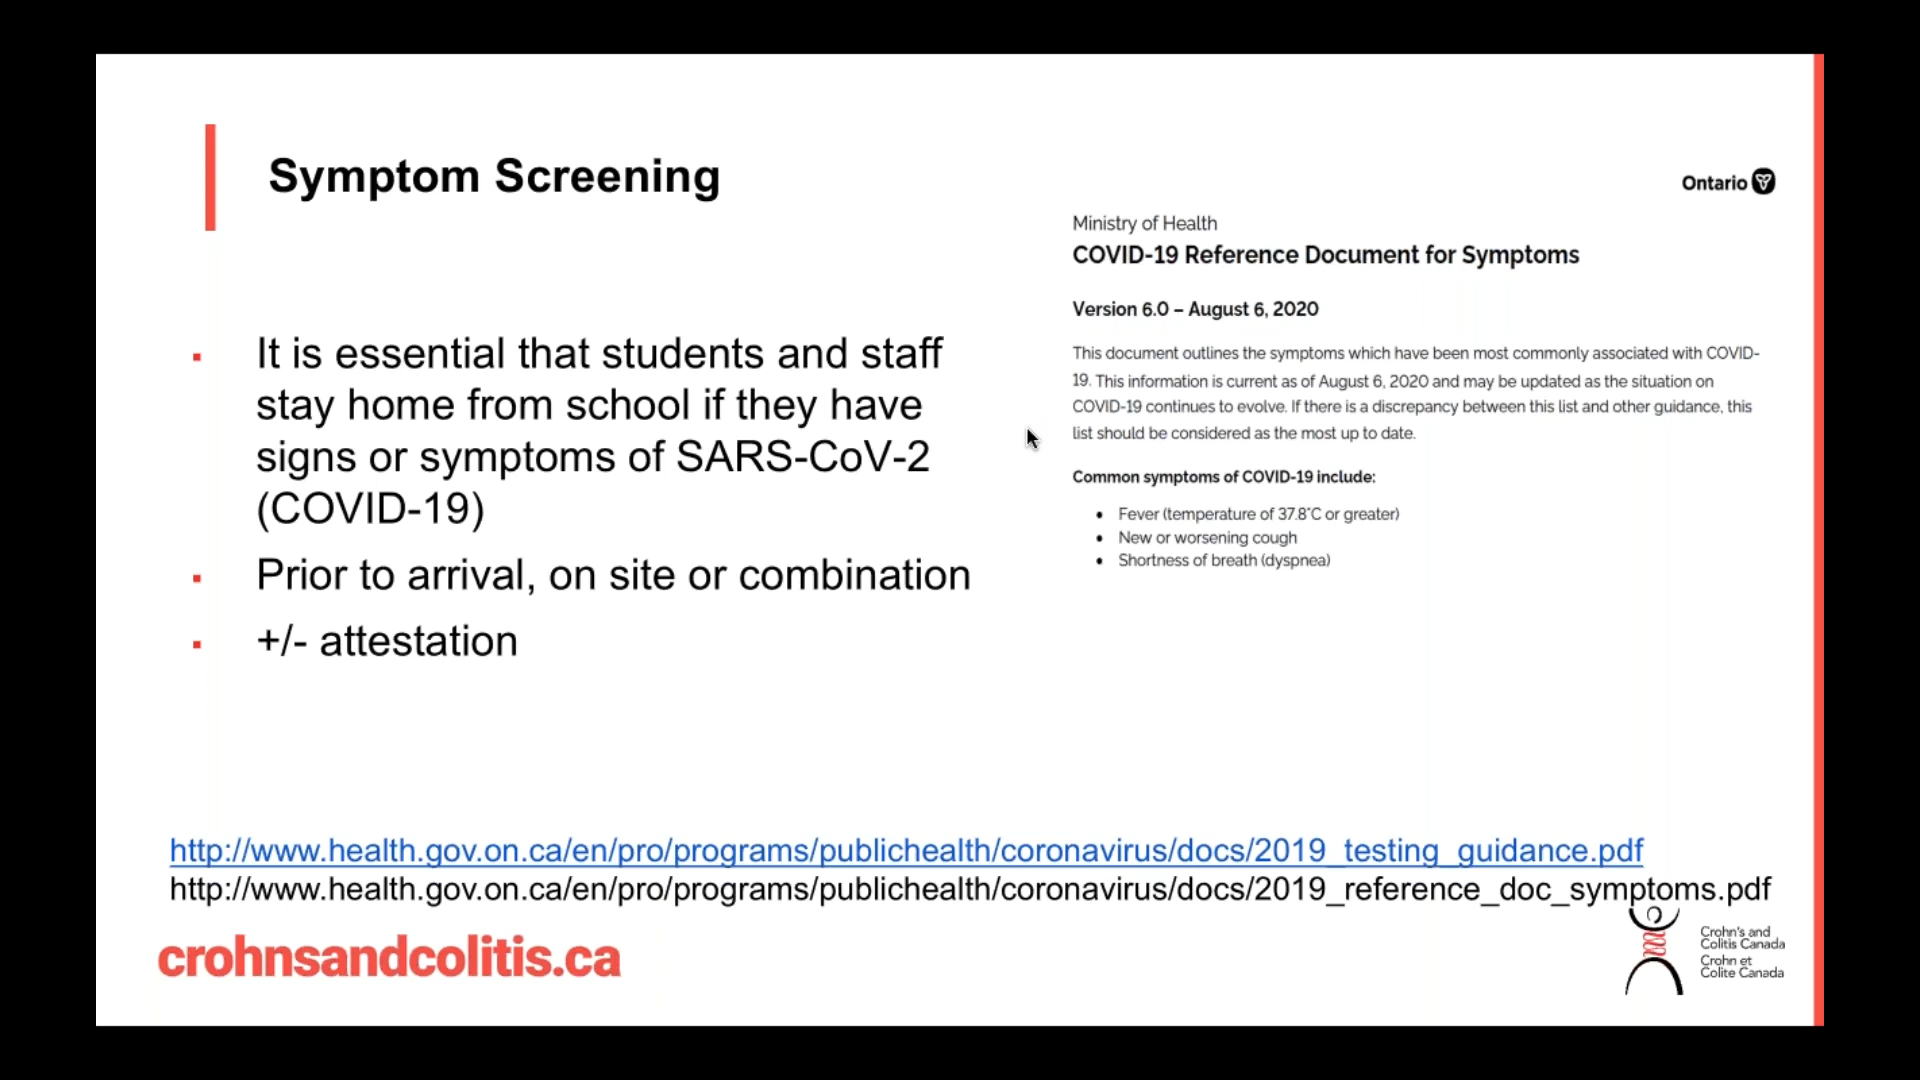 Symptom Screening
It is essential that students and staff
stay home from school if they have
signs or symptoms of SARS-CoV-2
(COVID-19)
Prior to arrival, on site or combination
+/- attestation
Ontario
Ministry of Health
COVID-19 Reference Document for Symptoms
Version 6.0 – August 6, 2020
This document outlines the symptoms which have been most commonly associated with COVID-
19. This information is current as of August 6, 2020 and may be updated as the situation on
COVID-19 continues to evolve. If there is a discrepancy between this list and other guidance, this
list should be considered as the most up to date.
Common symptoms of COVID-19 include:
Fever (temperature of 37.8°C or greater)
New or worsening cough
Shortness of breath (dyspnea)
http://www.health.gov.on.ca/en/pro/programs/publichealth/coronavirus/docs/2019_testing_guidance.pdf
http://www.health.gov.on.ca/en/pro/programs/publichealth/coronavirus/docs/2019_reference_doc_symptoms.pdf
crohnsandcolitis.ca
Crohn's and
Colitis Canada
Crohn et
Colite Canada